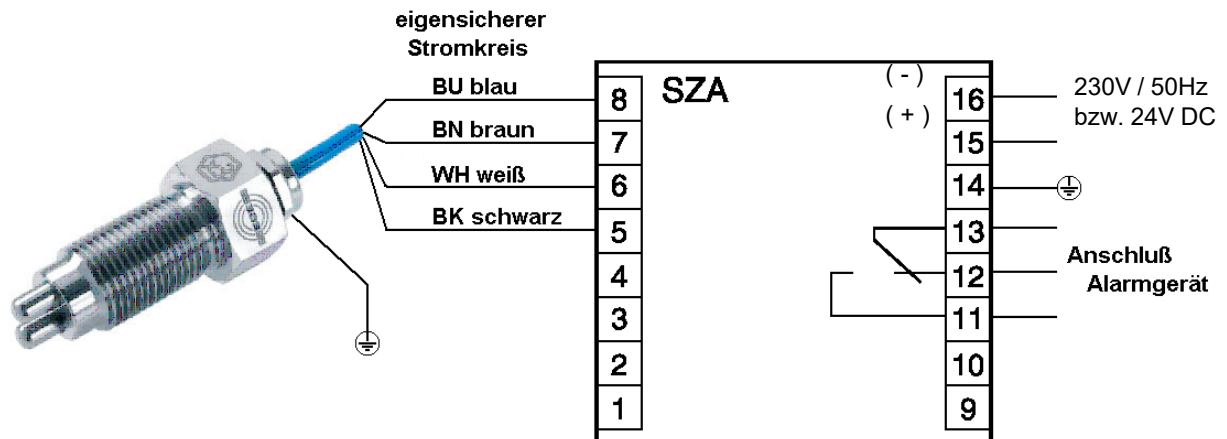 eigensicherer
Stromkreis
BU blau
BN braun
WH weiß
BK schwarz
8
7
6
5
4
3
2
1
SZA
( - )
( + )
16
15
14
13
12
11
10
9
230V / 50Hz
bzw. 24V DC
Anschluß
Alarmgerät